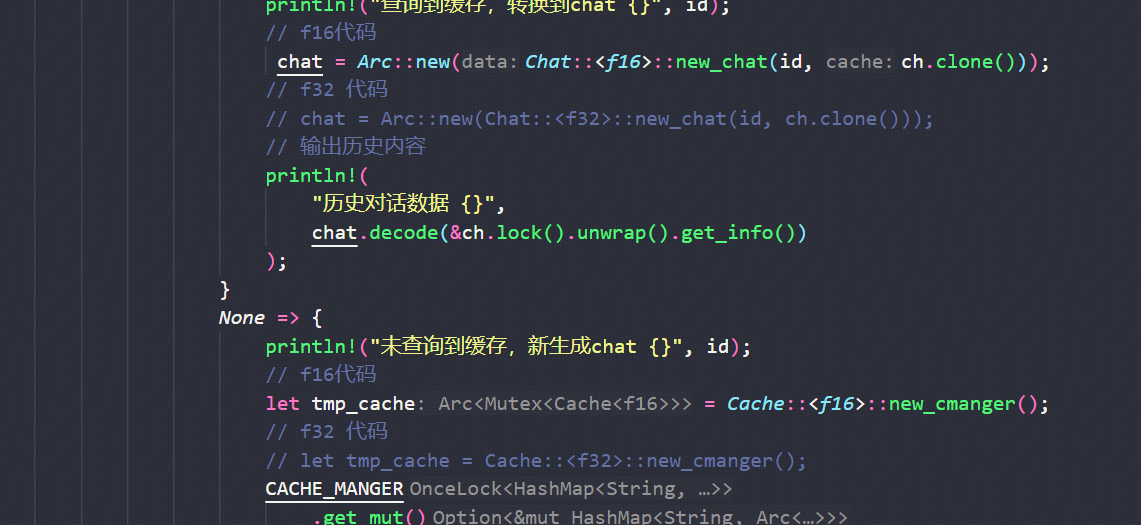 println!("查询到缓存，转换到chat {}", id);
// f16代码
chat = Arc::new(data: Chat::<f16>::new_chat(id, cache: ch.clone()));
// f32 代码
// chat = Arc::new(Chat::<f32>::new_chat(id, ch.clone()));
// 输出历史内容
println!(
"历史对话数据 {}",
chat.decode(&ch.lock().unwrap().get_info())
);
}
None => {
println!("未查询到缓存，新生成chat {}", id);
// f16代码
let tmp_cache: Arc<Mutex<Cache<f16>>> = Cache::<f16>::new_cmanger();
// f32 代码
// let tmp_cache = Cache::<f32>::new_cmanger();
CACHE_MANGER OnceLock<HashMap<String, …>>
.get_mut() Option<&mut HashMap<String, Arc<…>>>